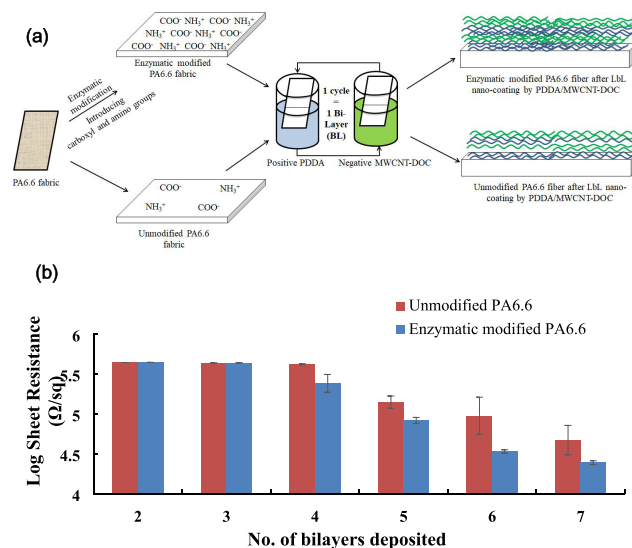 (a)
COO⁻ NH₃⁺ COO⁻ NH₃⁺
NH₃⁺ COO⁻ NH₃⁺ COO⁻
COO⁻ NH₃⁺ COO⁻ NH₃⁺
Enzymatic modified PA6.6
fabric
Enzymatic
modification
Introducing
carboxyl and amino groups
PA6.6 fabric
COO⁻ NH₃⁺
NH₃⁺ COO⁻
Unmodified PA6.6
fabric
1 cycle
=
1 Bi-
Layer
(BL)
Positive PDDA
Negative MWCNT-DOC
Enzymatic modified PA6.6 fiber after LbL
nano-coating by PDDA/MWCNT-DOC
Unmodified PA6.6 fiber after LbL nano-
coating by PDDA/MWCNT-DOC
(b)
Unmodified PA6.6
Enzymatic modified PA6.6
Log Sheet Resistance
(Ω/sq)
6
5.5
5
4.5
4
2 3 4 5 6 7
No. of bilayers deposited